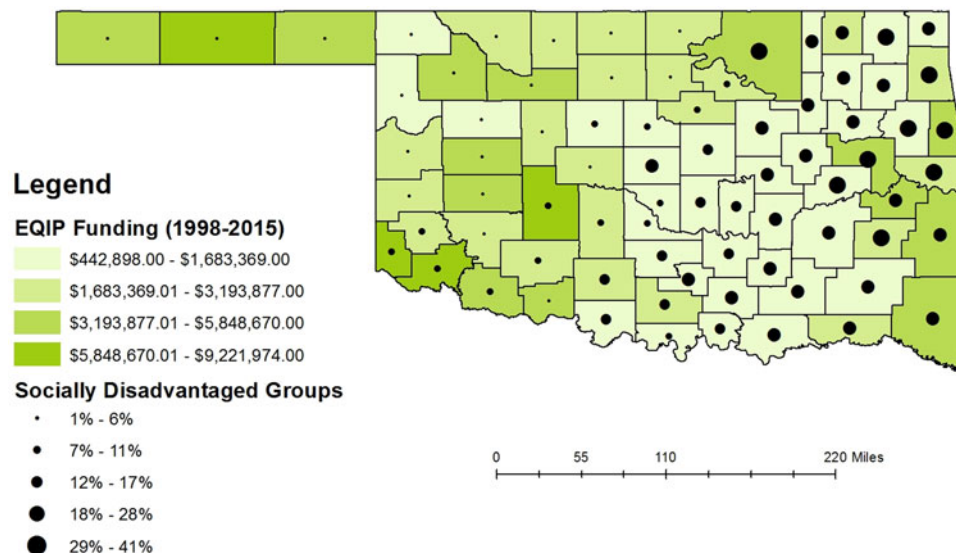 Legend
EQIP Funding (1998-2015)
$442,898.00 - $1,683,369.00
$1,683,369.01 - $3,193,877.00
$3,193,877.01 - $5,848,670.00
$5,848,670.01 - $9,221,974.00
Socially Disadvantaged Groups
1% - 6%
7% - 11%
12% - 17%
18% - 28%
29% - 41%
0 55 110 220 Miles